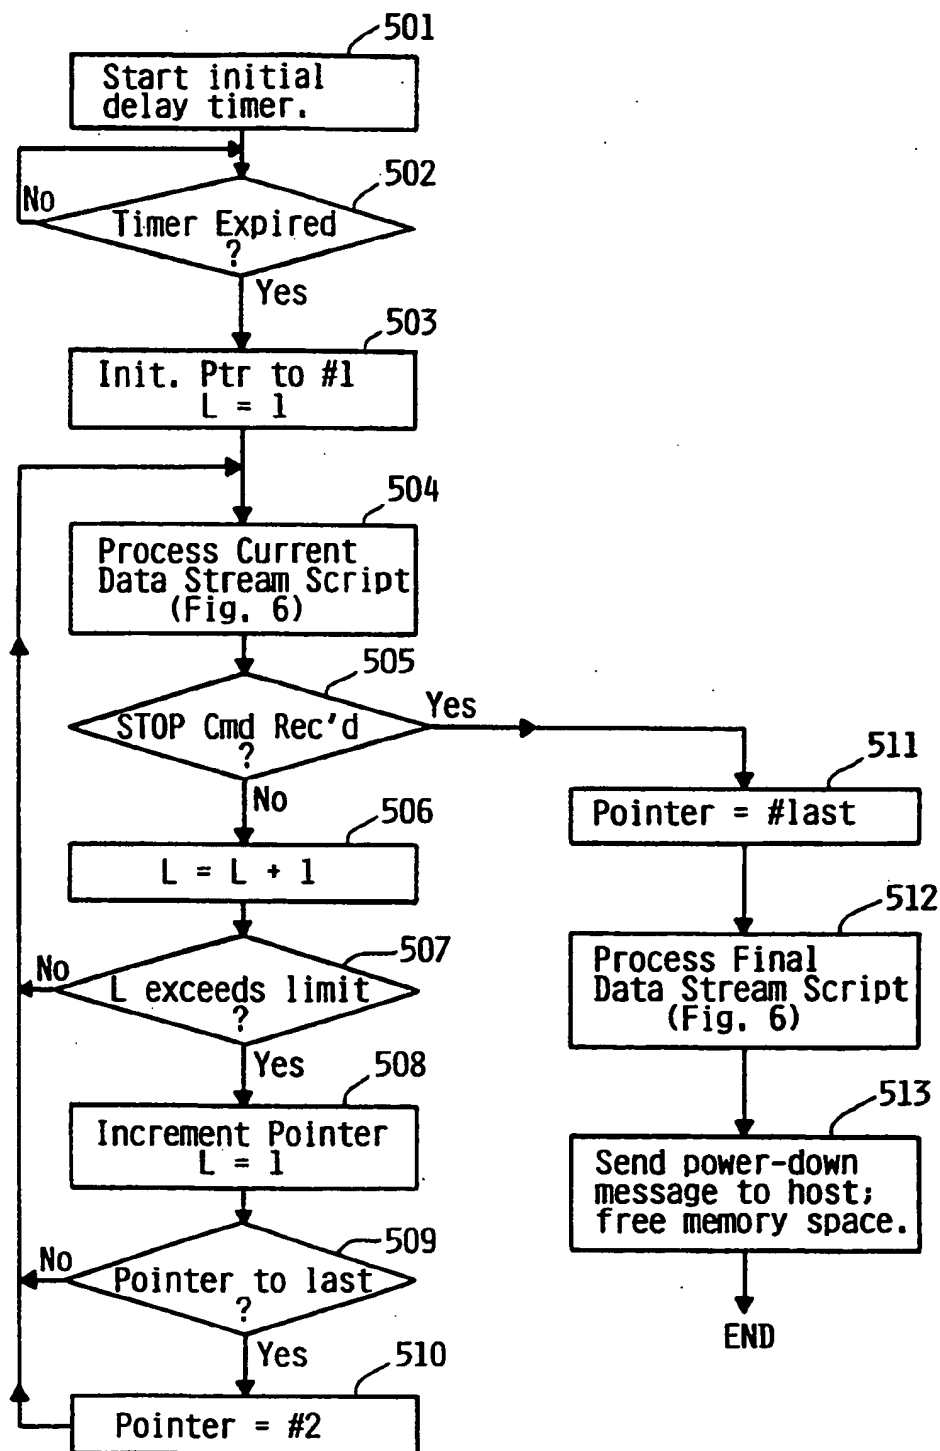 501
Start initial
delay timer.
502
No
Timer Expired
?
Yes
503
Init. Ptr to #1
L = 1
504
Process Current
Data Stream Script
(Fig. 6)
505
STOP Cmd Rec'd
?
Yes
No
506
L = L + 1
507
No
L exceeds limit
?
Yes
508
Increment Pointer
L = 1
509
No
Pointer to last
?
Yes
510
Pointer = #2
511
Pointer = #last
512
Process Final
Data Stream Script
(Fig. 6)
513
Send power-down
message to host;
free memory space.
END